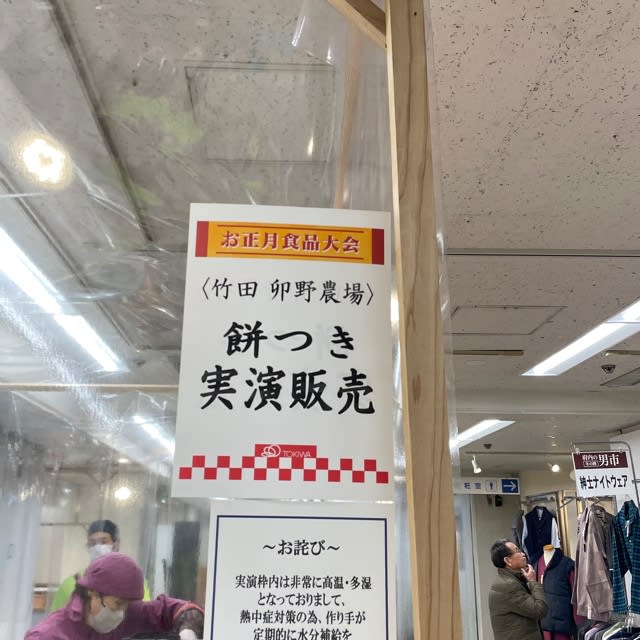 お正月食品大会
〈竹田 卯野農場〉
餅つき
実演販売
TOKIWA
～お詫び～
実演枠内は非常に高温・多湿
となっておりまして、
熱中症対策の為、作り手が
定期的に水分補給を
男市
紳士ナイトウェア